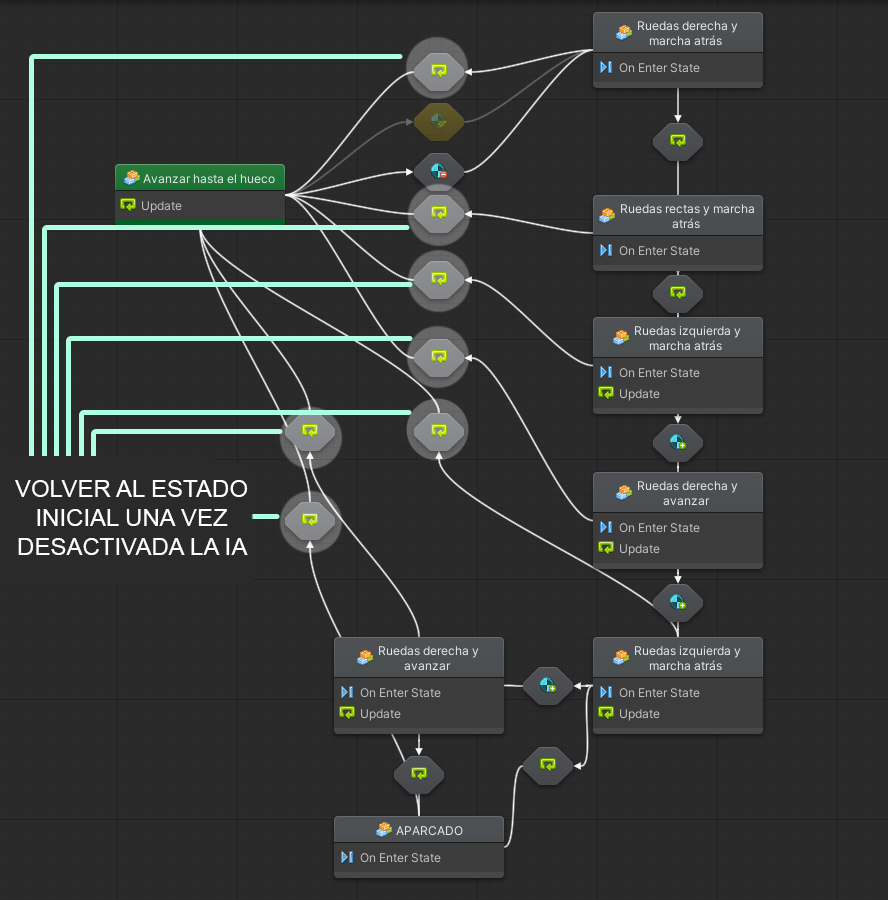 Ruedas derecha y
marcha atrás
On Enter State
Avanzar hasta el hueco
Update
Ruedas rectas y marcha
atrás
On Enter State
Ruedas izquierda y
marcha atrás
On Enter State
Update
Ruedas derecha y
avanzar
On Enter State
Update
VOLVER AL ESTADO
INICIAL UNA VEZ
DESACTIVADA LA IA
Ruedas derecha y
avanzar
On Enter State
Update
Ruedas izquierda y
marcha atrás
On Enter State
Update
APARCADO
On Enter State